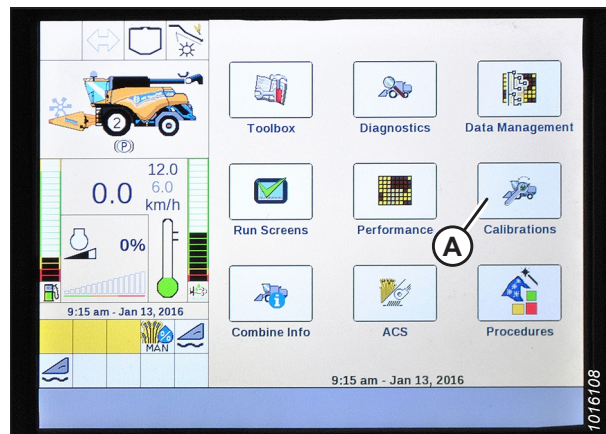 2
(P)
12.0
6.0
0.0
km/h
0%
9:15 am - Jan 13, 2016
MAN
Toolbox
Diagnostics
Data Management
Run Screens
Performance
Calibrations
A
Combine Info
ACS
Procedures
9:15 am - Jan 13, 2016
1016108